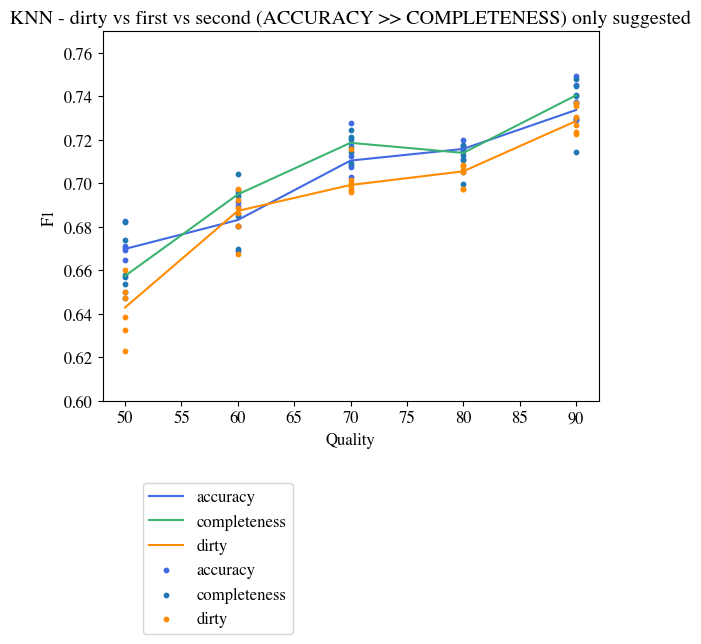 KNN - dirty vs first vs second (ACCURACY >> COMPLETENESS) only suggested
0.76
0.74
0.72
0.70
0.68
0.66
0.64
0.62
0.60
F1
50 55 60 65 70 75 80 85 90
Quality
accuracy
completeness
dirty
accuracy
completeness
dirty